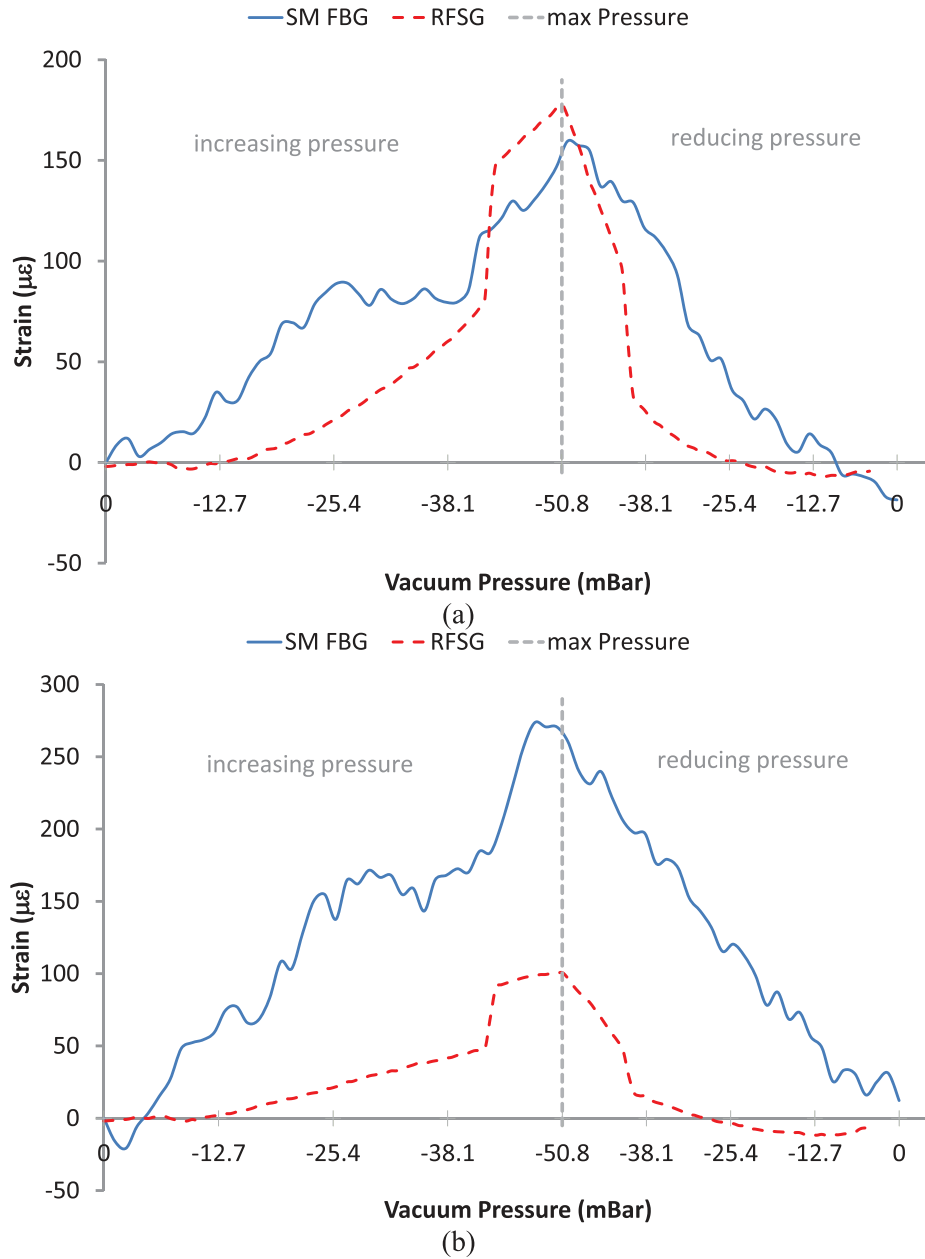 SM FBG RFSG max Pressure
200
150
100
50
0
-50
increasing pressure
reducing pressure
Strain (με)
0 -12.7 -25.4 -38.1 -50.8 -38.1 -25.4 -12.7 0
Vacuum Pressure (mBar)
(a)
SM FBG RFSG max Pressure
300
250
200
150
100
50
0
-50
increasing pressure
reducing pressure
Strain (με)
0 -12.7 -25.4 -38.1 -50.8 -38.1 -25.4 -12.7 0
Vacuum Pressure (mBar)
(b)